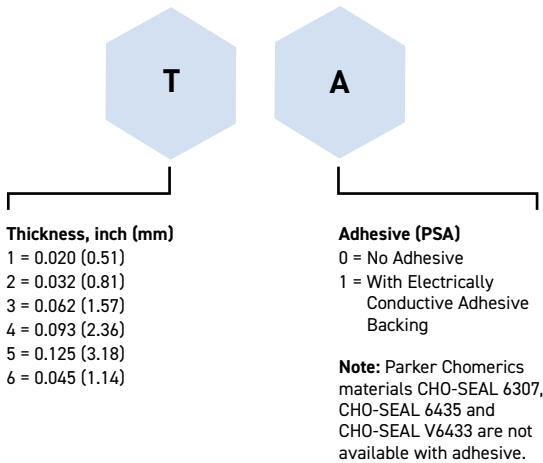 T
A
Thickness, inch (mm)
1 = 0.020 (0.51)
2 = 0.032 (0.81)
3 = 0.062 (1.57)
4 = 0.093 (2.36)
5 = 0.125 (3.18)
6 = 0.045 (1.14)
Adhesive (PSA)
0 = No Adhesive
1 = With Electrically
Conductive Adhesive
Backing
Note: Parker Chomerics
materials CHO-SEAL 6307,
CHO-SEAL 6435 and
CHO-SEAL V6433 are not
available with adhesive.